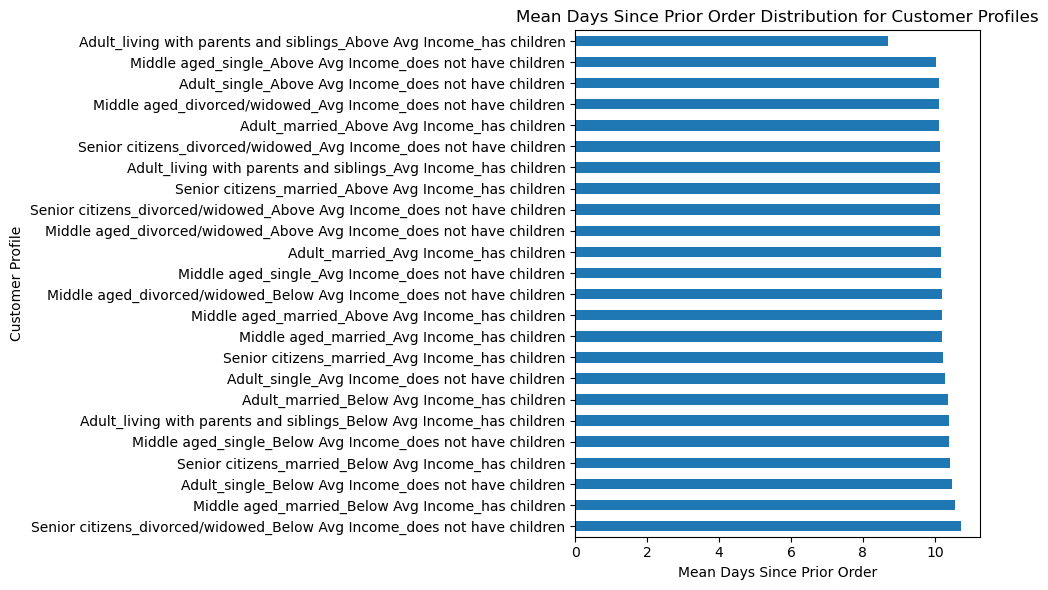 Mean Days Since Prior Order Distribution for Customer Profiles
Adult_living with parents and siblings_Above Avg Income_has children
Middle aged_single_Above Avg Income_does not have children
Adult_single_Above Avg Income_does not have children
Middle aged_divorced/widowed_Avg Income_does not have children
Adult_married_Above Avg Income_has children
Senior citizens_divorced/widowed_Avg Income_does not have children
Adult_living with parents and siblings_Avg Income_has children
Senior citizens_married_Above Avg Income_has children
Senior citizens_divorced/widowed_Above Avg Income_does not have children
Middle aged_divorced/widowed_Above Avg Income_does not have children
Adult_married_Avg Income_has children
Middle aged_single_Avg Income_does not have children
Middle aged_divorced/widowed_Below Avg Income_does not have children
Middle aged_married_Above Avg Income_has children
Middle aged_married_Avg Income_has children
Senior citizens_married_Avg Income_has children
Adult_single_Avg Income_does not have children
Adult_married_Below Avg Income_has children
Adult_living with parents and siblings_Below Avg Income_has children
Middle aged_single_Below Avg Income_does not have children
Senior citizens_married_Below Avg Income_has children
Adult_single_Below Avg Income_does not have children
Middle aged_married_Below Avg Income_has children
Senior citizens_divorced/widowed_Below Avg Income_does not have children
Customer Profile
0 2 4 6 8 10
Mean Days Since Prior Order